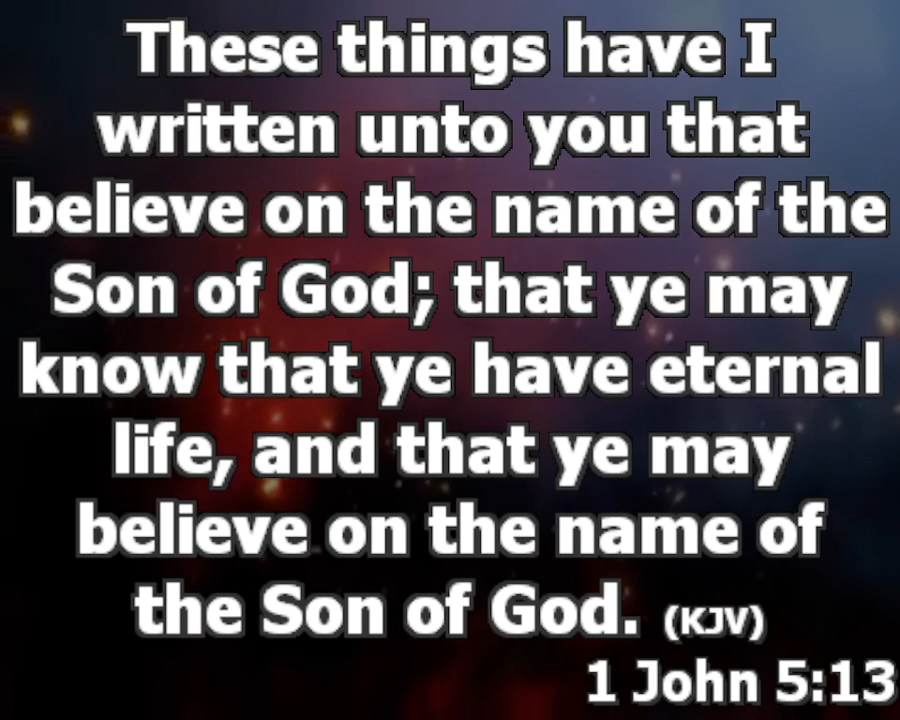 These things have I
written unto you that
believe on the name of the
Son of God; that ye may
know that ye have eternal
life, and that ye may
believe on the name of
the Son of God. (KJV)
1 John 5:13